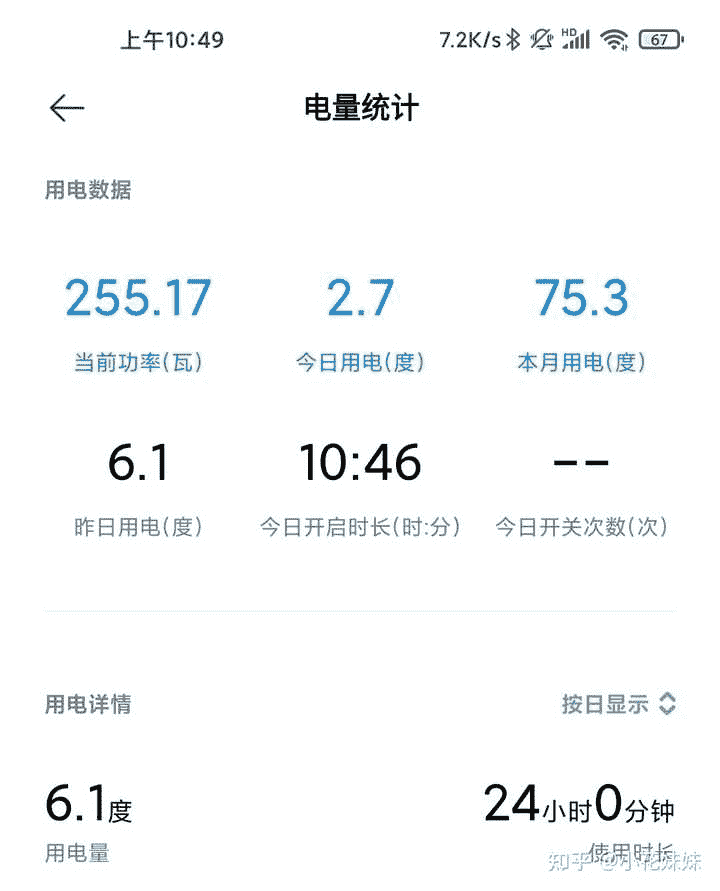 上午10:49 7.2K/s HD 67
电量统计
用电数据
255.17 2.7 75.3
当前功率(瓦) 今日用电(度) 本月用电(度)
6.1 10:46 --
昨日用电(度) 今日开启时长(时:分) 今日开关次数(次)
用电详情 按日显示
6.1度 24小时0分钟
用电量 使用时长
知乎 @小花妹妹